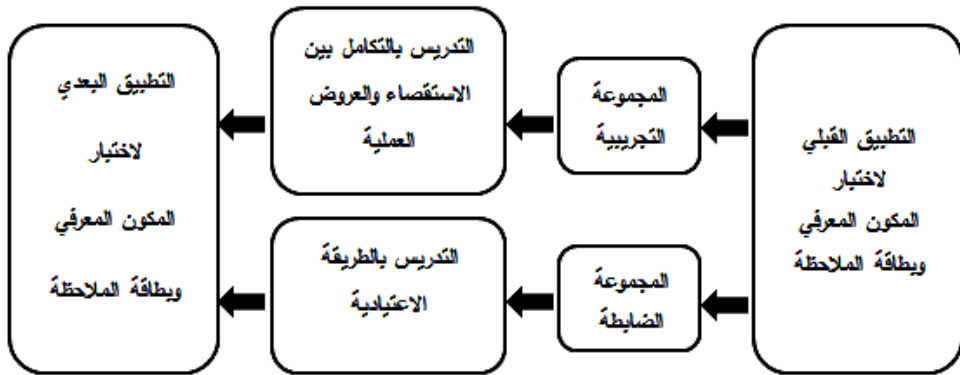 التطبيق القبلي
لاختبار
المكون المعرفي
وبطاقة الملاحظة
المجموعة
التجريبية
التدريس بالتكامل بين
الاستقصاء والعروض
العملية
المجموعة
الضابطة
التدريس بالطريقة
الاعتيادية
التطبيق البعدي
لاختبار
المكون المعرفي
وبطاقة الملاحظة